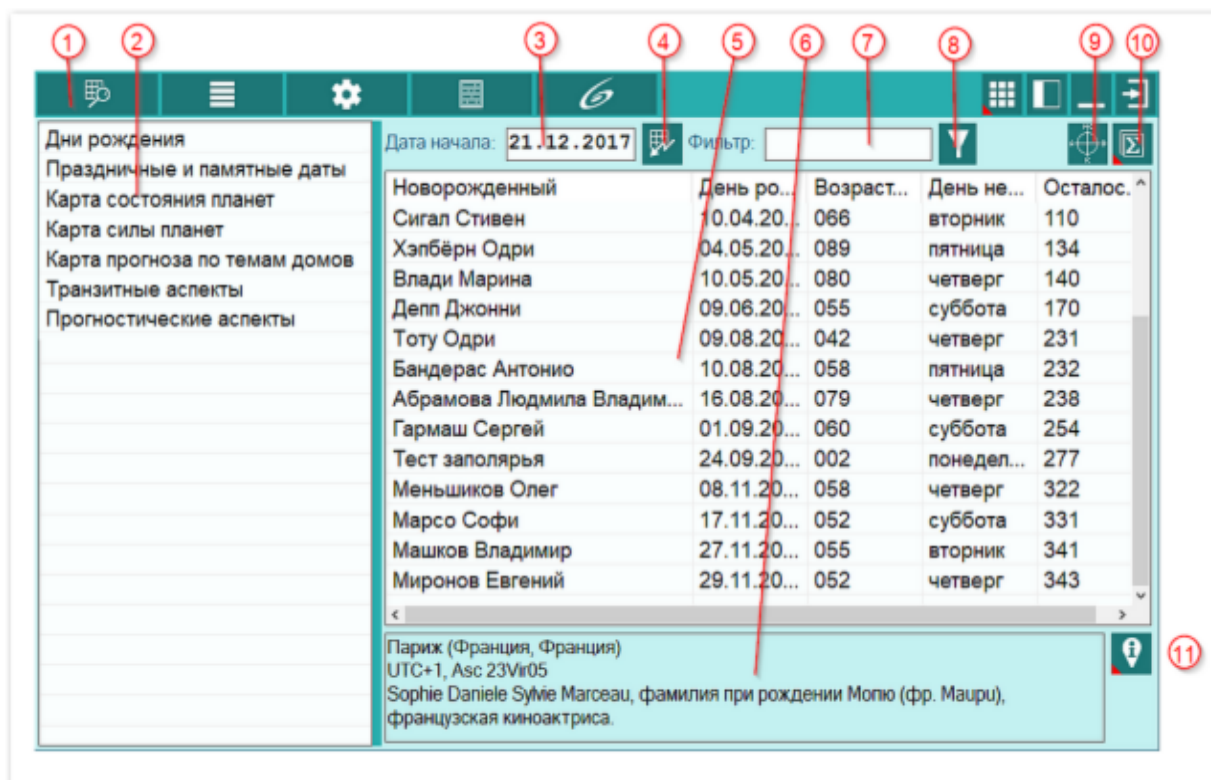 1 2 3 4 5 6 7 8 9 10
Дни рождения
Праздничные и памятные даты
Карта состояния планет
Карта силы планет
Карта прогноза по темам домов
Транзитные аспекты
Прогностические аспекты
Дата начала: 21.12.2017 Фильтр:
Новорожденный День ро... Возраст... День не... Осталос.
Сигал Стивен 10.04.20... 066 вторник 110
Хэпбёрн Одри 04.05.20... 089 пятница 134
Влади Марина 10.05.20... 080 четверг 140
Депп Джонни 09.06.20... 055 суббота 170
Тоту Одри 09.08.20... 042 четверг 231
Бандерас Антонио 10.08.20... 058 пятница 232
Абрамова Людмила Владим... 16.08.20... 079 четверг 238
Гармаш Сергей 01.09.20... 060 суббота 254
Тест заполярья 24.09.20... 002 понедел... 277
Меньшиков Олег 08.11.20... 058 четверг 322
Марсо Софи 17.11.20... 052 суббота 331
Машков Владимир 27.11.20... 055 вторник 341
Миронов Евгений 29.11.20... 052 четверг 343
Париж (Франция, Франция)
UTC+1, Asc 23Vir05
Sophie Daniele Sylvie Marceau, фамилия при рождении Мопю (фр. Maupu),
французская киноактриса.
11